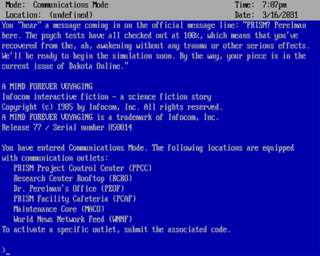 Mode: Communications Mode Time: 7:07pm
Location: (undefined) Date: 3/16/2031
You "hear" a message coming in on the official message line: "PRISM? Perelman
here. The psych tests have all checked out at 100%, which means that you've
recovered from the, ah, awakening without any trauma or other serious effects.
We'll be ready to begin the simulation soon. By the way, your piece is in the
current issue of Dakota Online."
A MIND FOREVER VOYAGING
Infocom interactive fiction - a science fiction story
Copyright (c) 1985 by Infocom, Inc. All rights reserved.
A MIND FOREVER VOYAGING is a trademark of Infocom, Inc.
Release 77 / Serial number 850814
You have entered Communications Mode. The following locations are equipped
with communication outlets:
PRISM Project Control Center (PPCC)
Research Center Rooftop (RCRO)
Dr. Perelman's Office (PEOF)
PRISM Facility Cafeteria (PCAF)
Maintenance Core (MACO)
World News Network Feed (WNNF)
To activate a specific outlet, submit the associated code.
>_